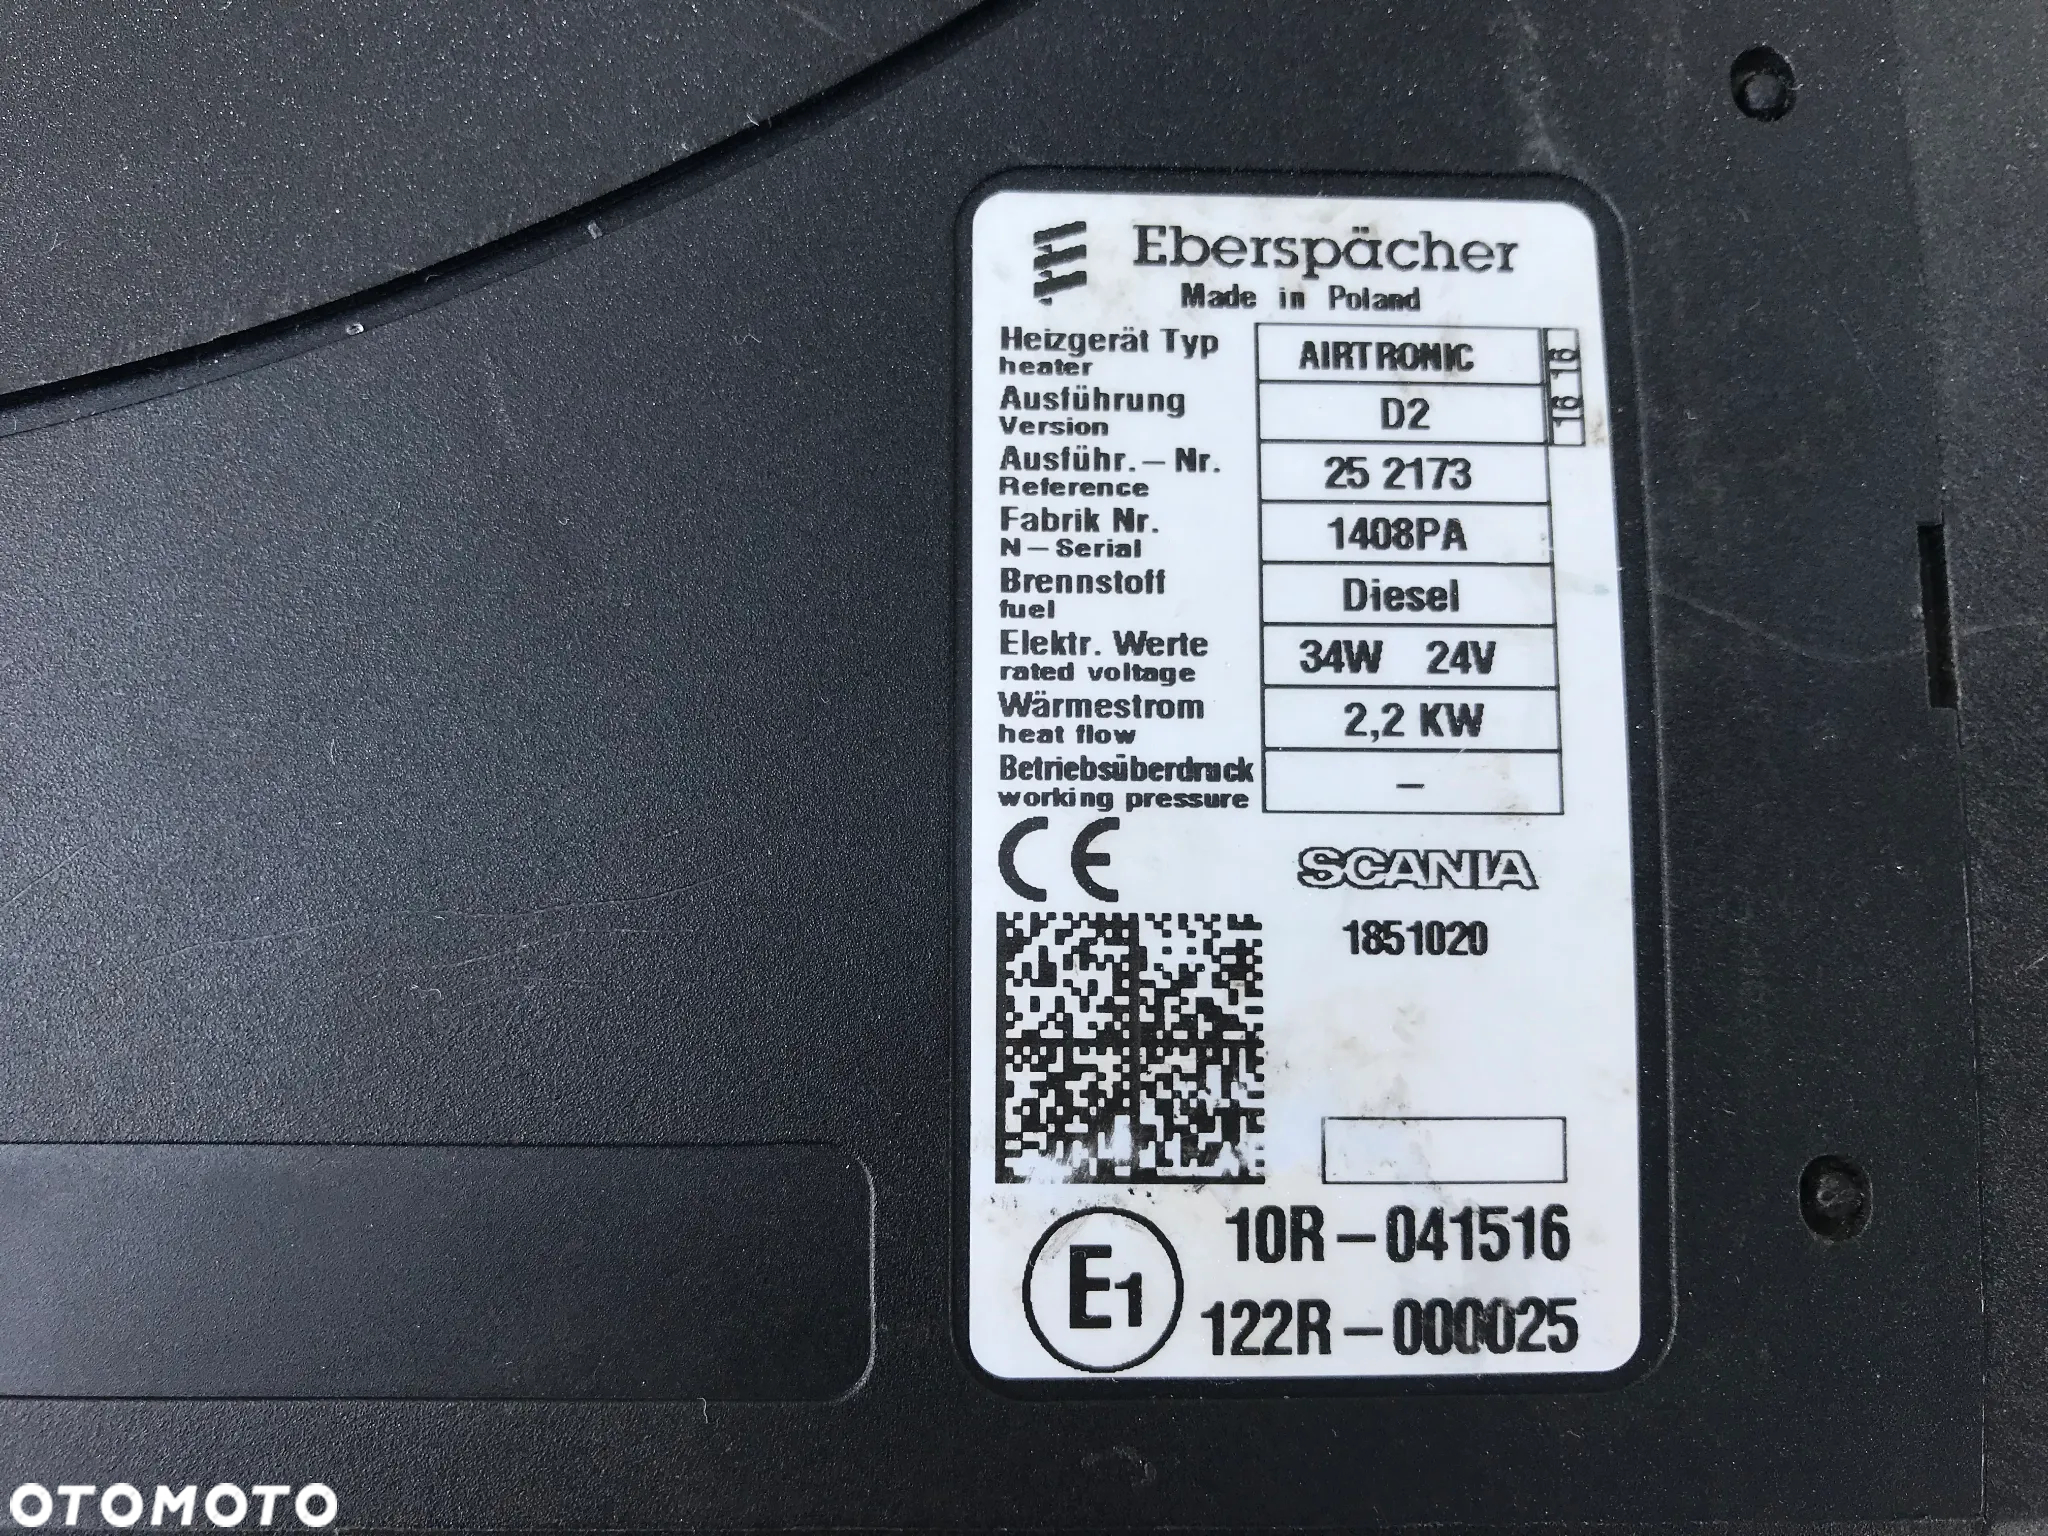 Eberspächer
Made in Poland
Heizgerät Typ
heater
AIRTRONIC
16 16
Ausführung
Version
D2
Ausführ.-Nr.
Reference
25 2173
Fabrik Nr.
N-Serial
1408PA
Brennstoff
fuel
Diesel
Elektr. Werte
rated voltage
34W 24V
Wärmestrom
heat flow
2,2 KW
Betriebsüberdruck
working pressure
–
CE
SCANIA
1851020
E1
10R-041516
122R-000025
OTOMOTO